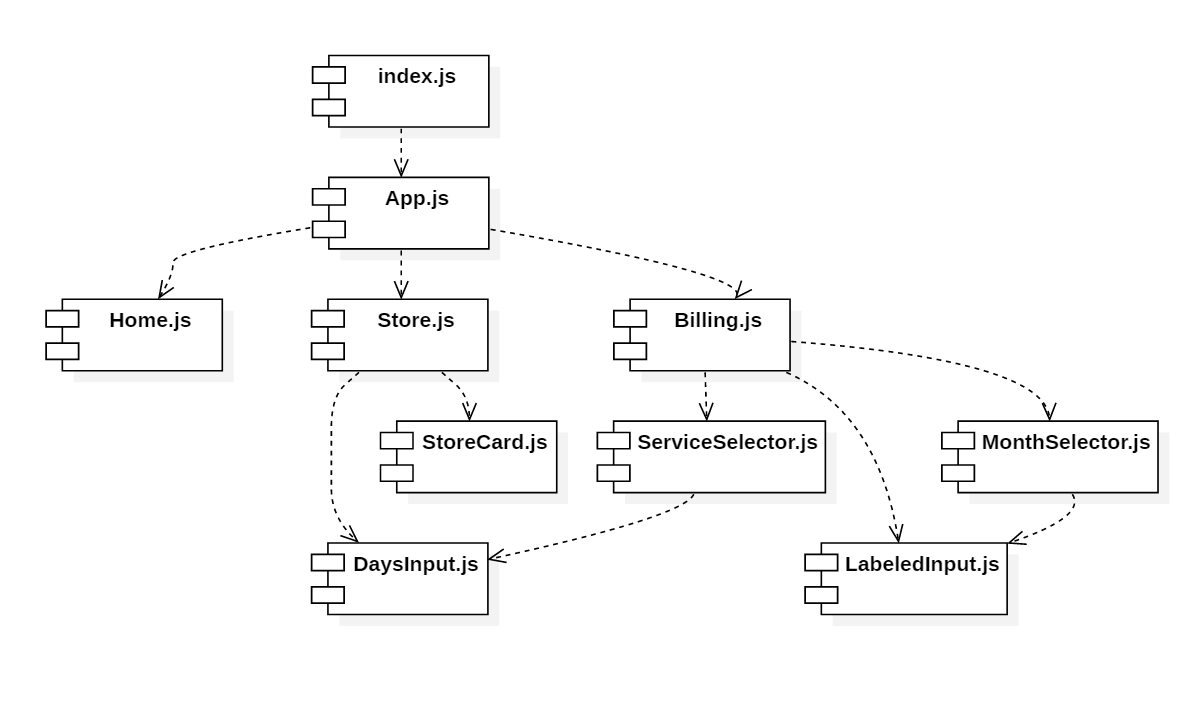 index.js
App.js
Home.js
Store.js
Billing.js
StoreCard.js
ServiceSelector.js
MonthSelector.js
DaysInput.js
LabeledInput.js